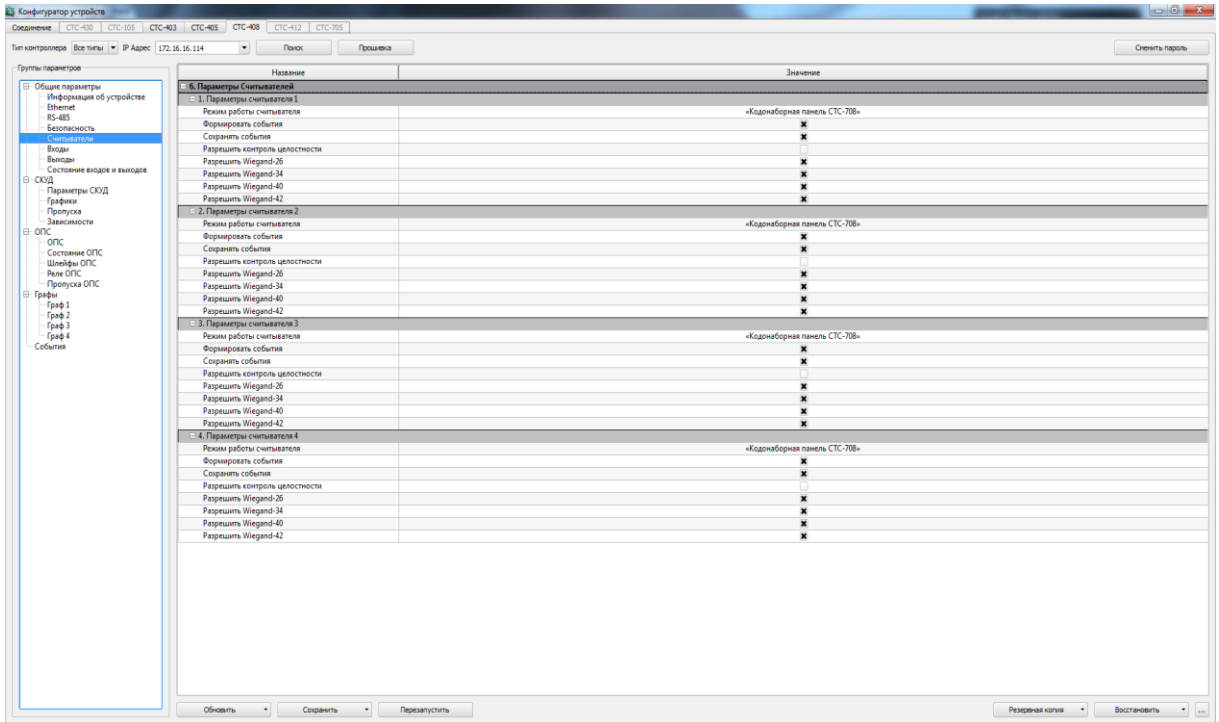 Конфигуратор устройств
Соединение СТС-430 СТС-105 СТС-403 СТС-405 СТС-408 СТС-412 СТС-705
Тип контроллера Все типы IP Адрес 172.16.16.114 Поиск Прошивка Сменить пароль
Группы параметров
Общие параметры
Информация об устройстве
Ethernet
RS-485
Безопасность
Считыватели
Входы
Выходы
Состояние входов и выходов
СКУД
Параметры СКУД
Графики
Пропуска
Зависимости
ОПС
ОПС
Состояние ОПС
Шлейфы ОПС
Реле ОПС
Пропуска ОПС
Графы
Граф 1
Граф 2
Граф 3
Граф 4
События
Название Значение
6. Параметры Считывателей
1. Параметры считывателя 1
Режим работы считывателя «Кодонаборная панель СТС-708»
Формировать события
Сохранять события
Разрешить контроль целостности
Разрешить Wiegand-26
Разрешить Wiegand-34
Разрешить Wiegand-40
Разрешить Wiegand-42
2. Параметры считывателя 2
Режим работы считывателя «Кодонаборная панель СТС-708»
Формировать события
Сохранять события
Разрешить контроль целостности
Разрешить Wiegand-26
Разрешить Wiegand-34
Разрешить Wiegand-40
Разрешить Wiegand-42
3. Параметры считывателя 3
Режим работы считывателя «Кодонаборная панель СТС-708»
Формировать события
Сохранять события
Разрешить контроль целостности
Разрешить Wiegand-26
Разрешить Wiegand-34
Разрешить Wiegand-40
Разрешить Wiegand-42
4. Параметры считывателя 4
Режим работы считывателя «Кодонаборная панель СТС-708»
Формировать события
Сохранять события
Разрешить контроль целостности
Разрешить Wiegand-26
Разрешить Wiegand-34
Разрешить Wiegand-40
Разрешить Wiegand-42
Обновить Сохранить Перезапустить Резервная копия Восстановить ...